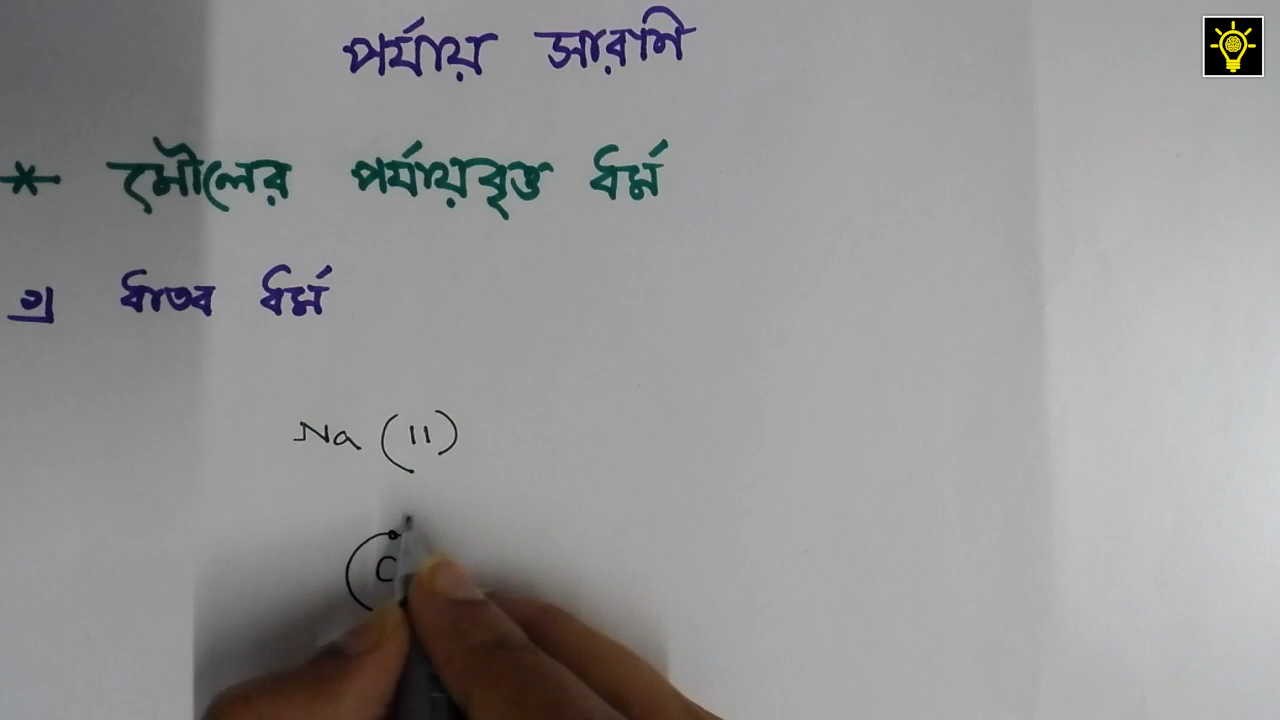 পর্যায় সারণি
* মৌলের পর্যায়বৃত্ত ধর্ম
ধাতব ধর্ম
Na (11)